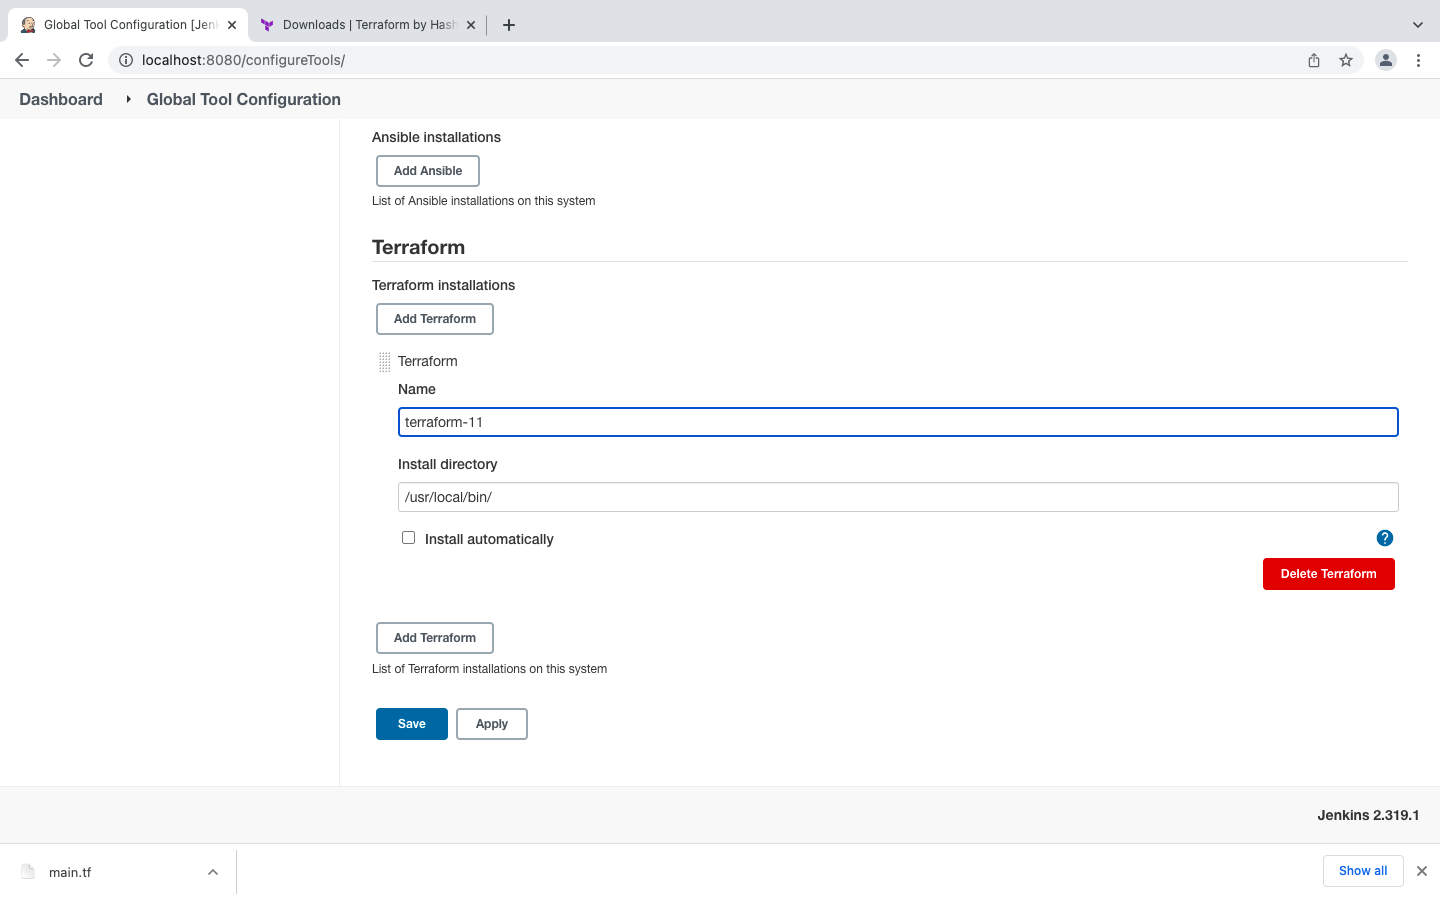 Global Tool Configuration [Jen
Downloads | Terraform by Hash
localhost:8080/configureTools/
Dashboard
Global Tool Configuration
Ansible installations
Add Ansible
List of Ansible installations on this system
Terraform
Terraform installations
Add Terraform
Terraform
Name
terraform-11
Install directory
/usr/local/bin/
Install automatically
?
Delete Terraform
Add Terraform
List of Terraform installations on this system
Save
Apply
Jenkins 2.319.1
main.tf
Show all